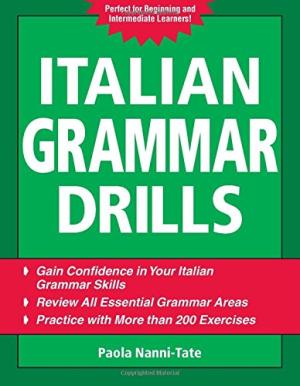 Perfect for Beginning and
Intermediate Learners!
ITALIAN
GRAMMAR
DRILLS
Gain Confidence in Your Italian
Grammar Skills
Review All Essential Grammar Areas
Practice with More than 200 Exercises
Paola Nanni-Tate